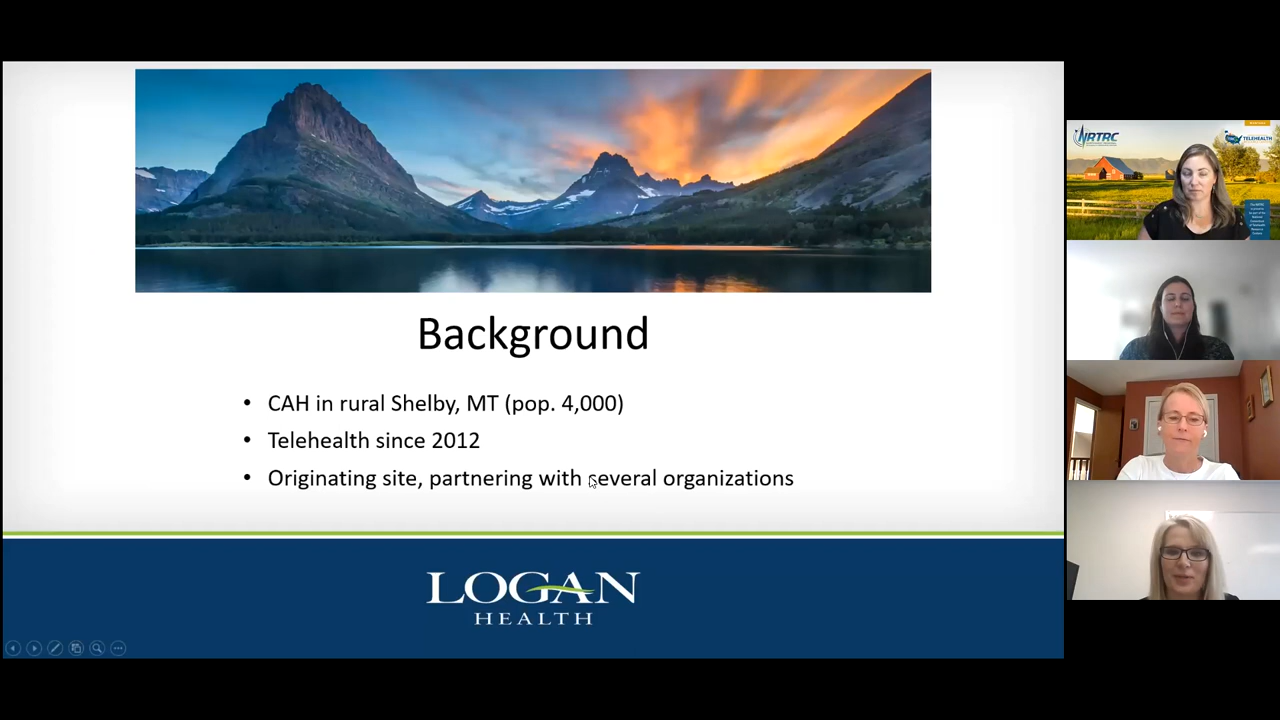 Background
• CAH in rural Shelby, MT (pop. 4,000)
• Telehealth since 2012
• Originating site, partnering with several organizations
LOGAN
HEALTH
NRTRC
TELEHEALTH